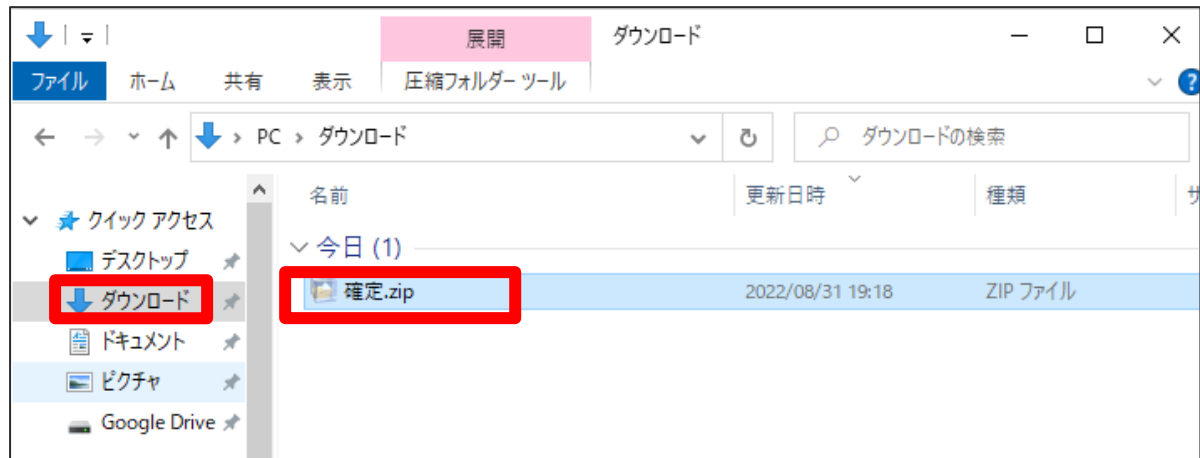 展開 ダウンロード
ファイル ホーム 共有 表示 圧縮フォルダー ツール
PC › ダウンロード ダウンロードの検索
名前 更新日時 種類
クイック アクセス
今日 (1)
デスクトップ
ダウンロード 確定.zip 2022/08/31 19:18 ZIP ファイル
ドキュメント
ピクチャ
Google Drive